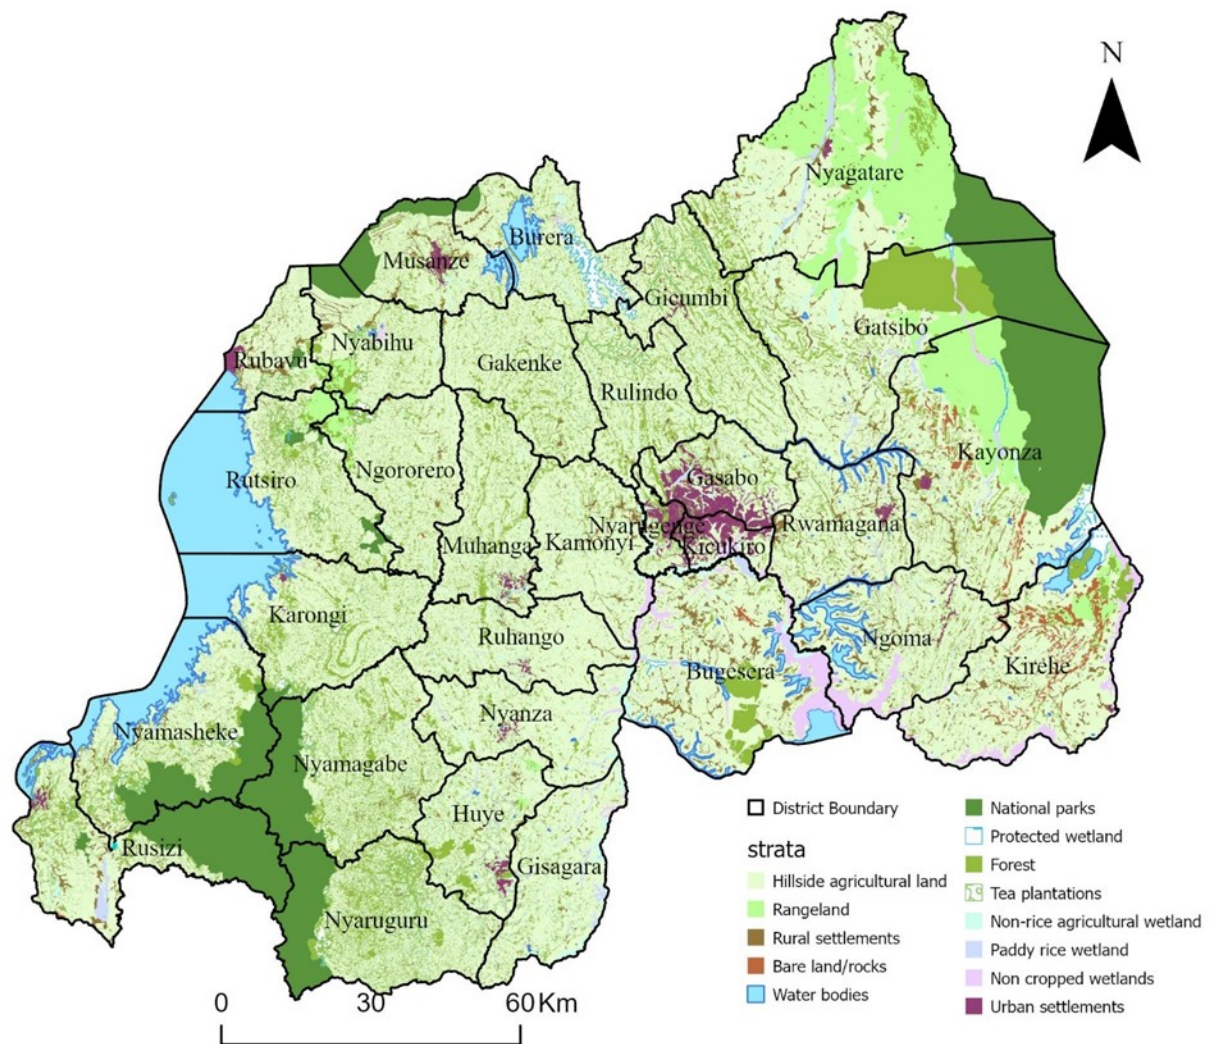 N
Nyagatare
Burera
Musanze
Gicumbi
Gatsibo
Nyabihu
Rubavu
Gakenke
Rulindo
Kayonza
Ngororero
Rutsiro
Gasabo
Nyarugenge
Rwamagana
Muhanga
Kamonyi
Kicukiro
Karongi
Ruhango
Ngoma
Kirehe
Bugesera
Nyanza
Nyamasheke
Nyamagabe
Huye
Rusizi
Gisagara
Nyaruguru
District Boundary
strata
Hillside agricultural land
Rangeland
Rural settlements
Bare land/rocks
Water bodies
National parks
Protected wetland
Forest
Tea plantations
Non-rice agricultural wetland
Paddy rice wetland
Non cropped wetlands
Urban settlements
0 30 60 Km